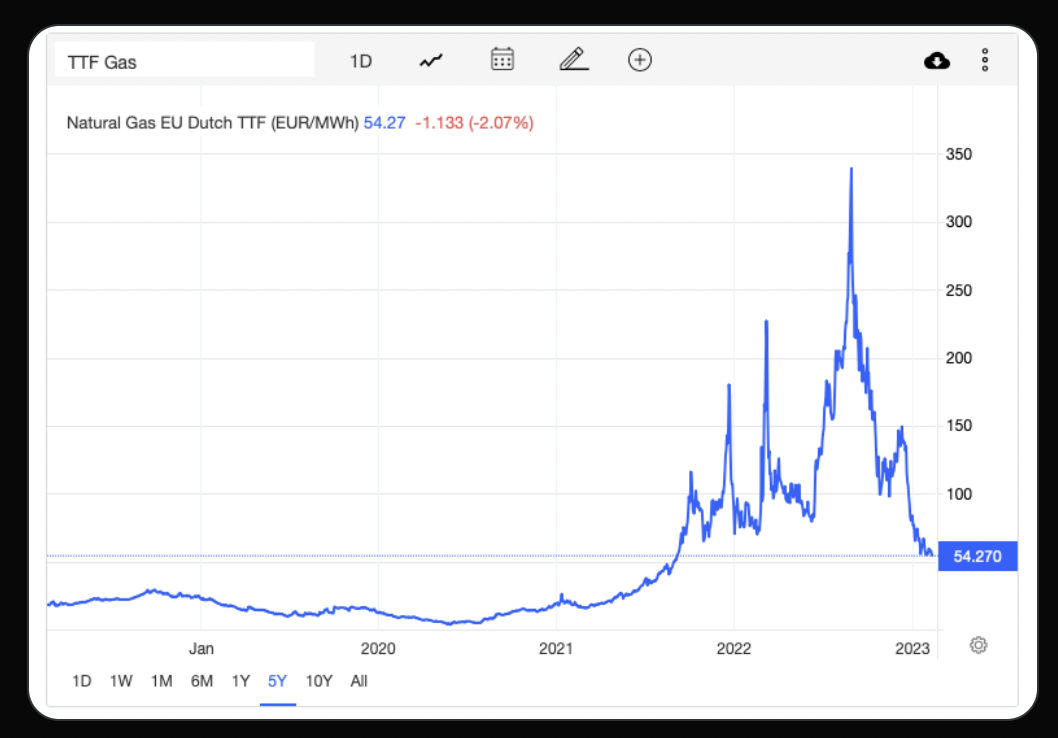 TTF Gas 1D
Natural Gas EU Dutch TTF (EUR/MWh) 54.27 -1.133 (-2.07%)
350
300
250
200
150
100
54.270
Jan 2020 2021 2022 2023
1D 1W 1M 6M 1Y 5Y 10Y All